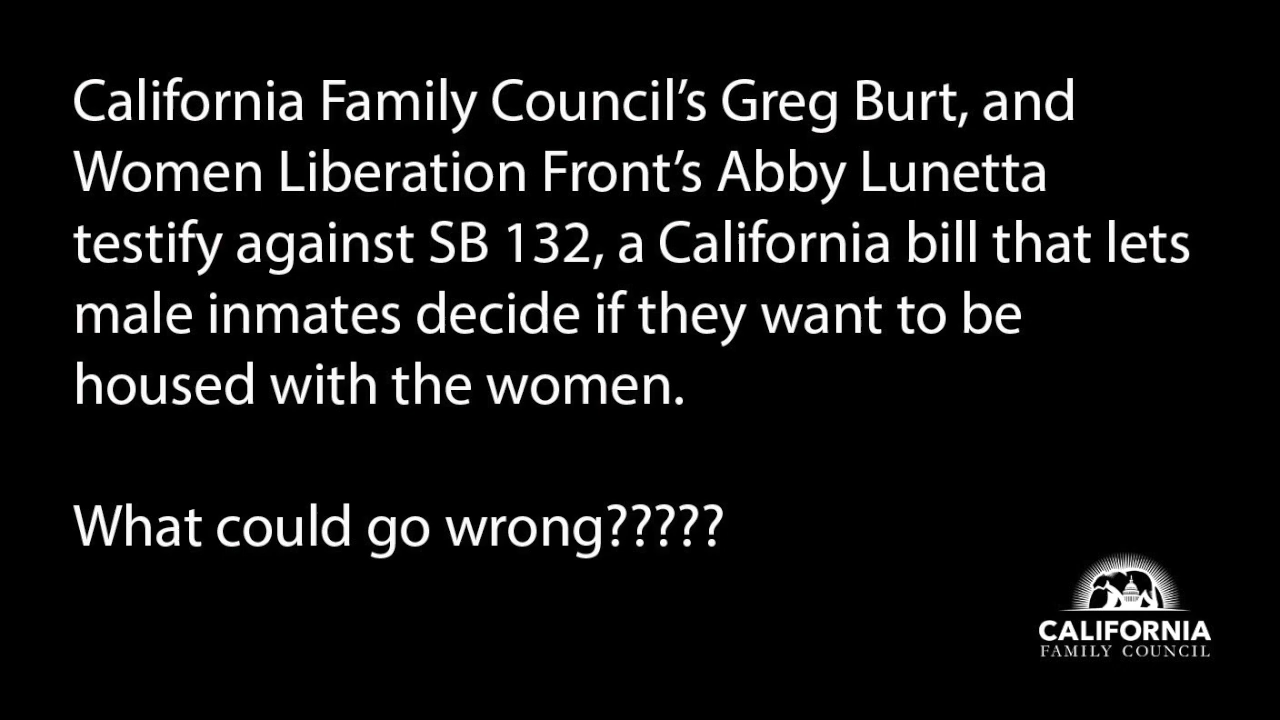 California Family Council’s Greg Burt, and
Women Liberation Front’s Abby Lunetta
testify against SB 132, a California bill that lets
male inmates decide if they want to be
housed with the women.
What could go wrong?????
CALIFORNIA
FAMILY COUNCIL